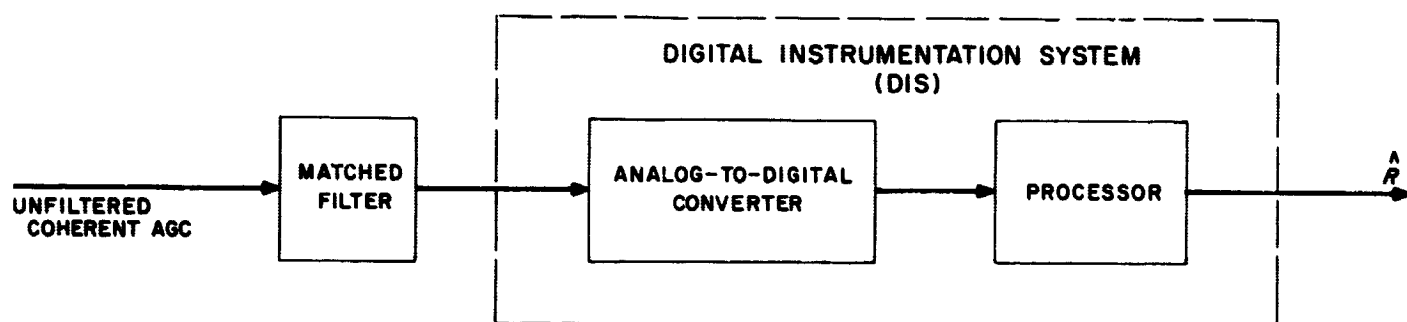 DIGITAL INSTRUMENTATION SYSTEM
(DIS)
UNFILTERED
COHERENT AGC
MATCHED
FILTER
ANALOG-TO-DIGITAL
CONVERTER
PROCESSOR
R̂